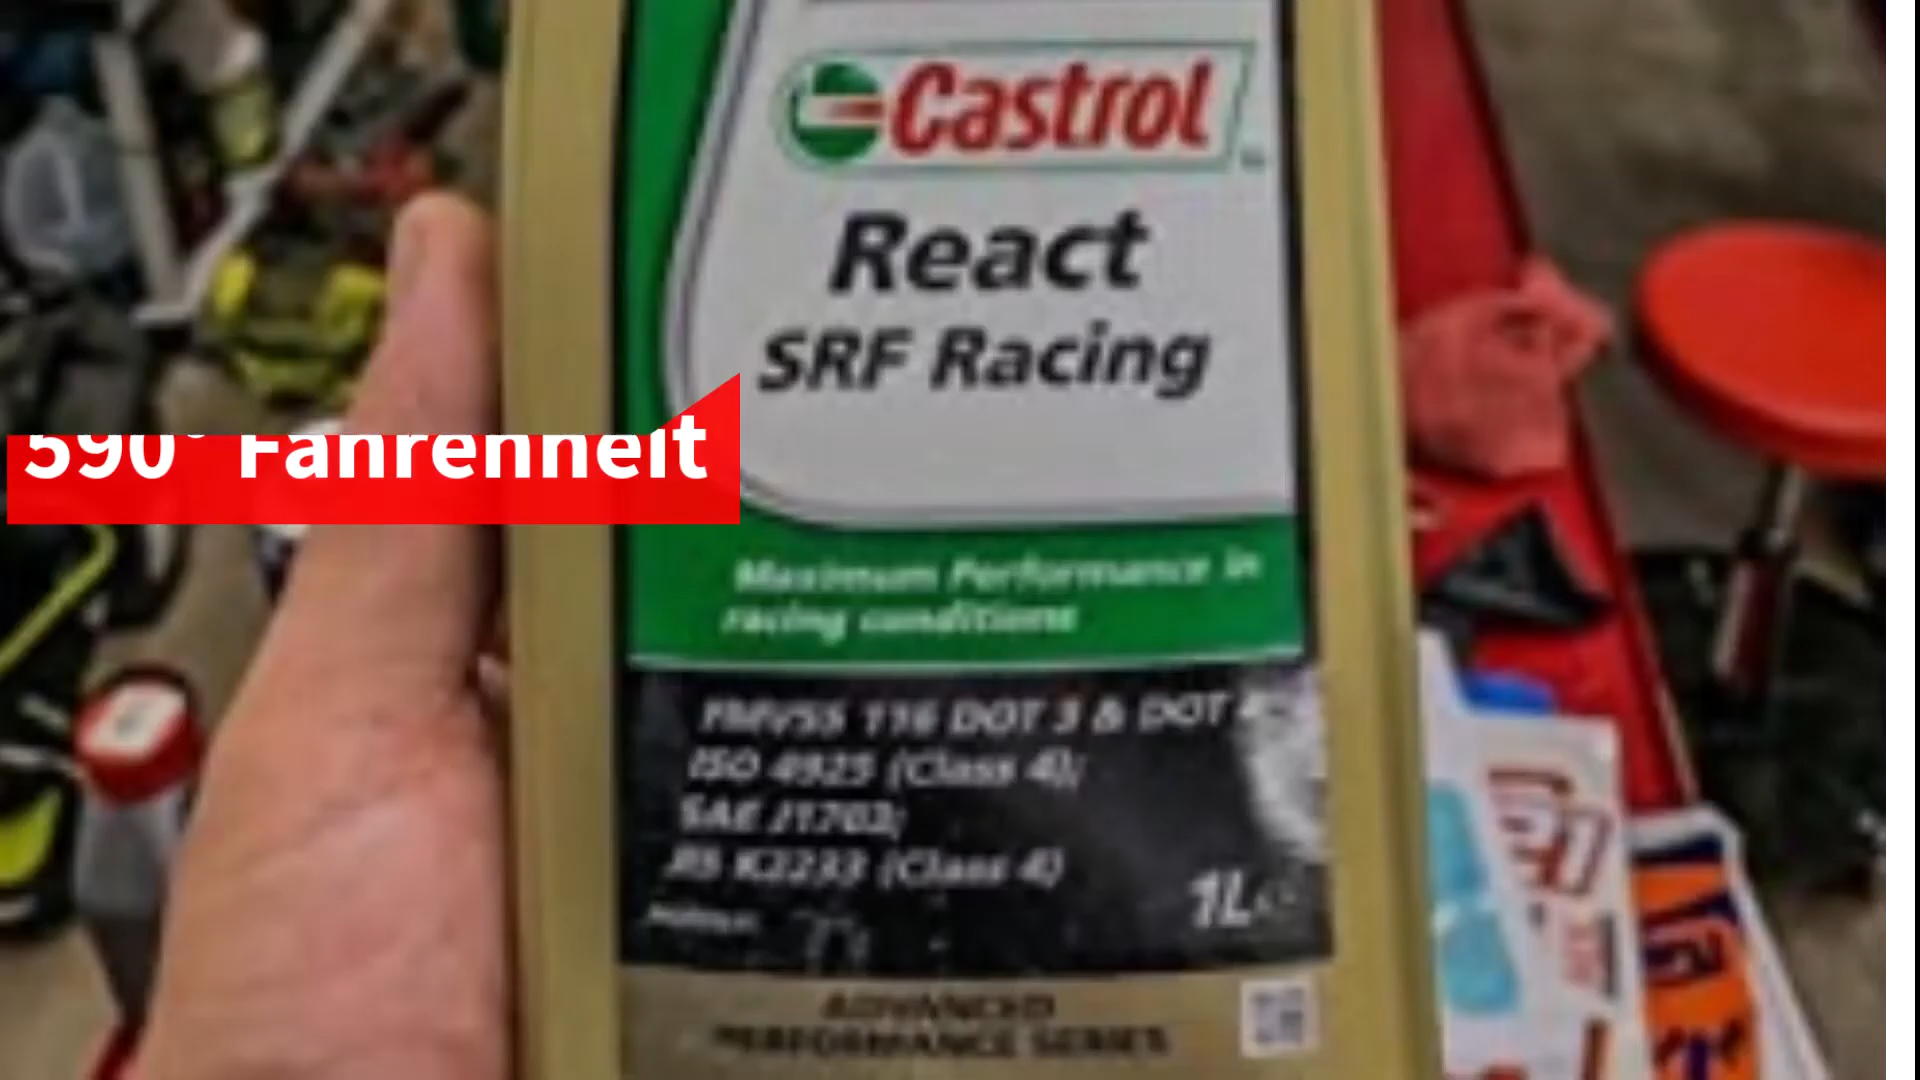 Castrol
React
SRF Racing
590° Fahrenheit
Maximum Performance in
racing conditions
FMVSS 116 DOT 3 & DOT 4
ISO 4925 (Class 4);
SAE J1703;
JIS K2233 (Class 4)
1L
ADVANCED
PERFORMANCE SERIES